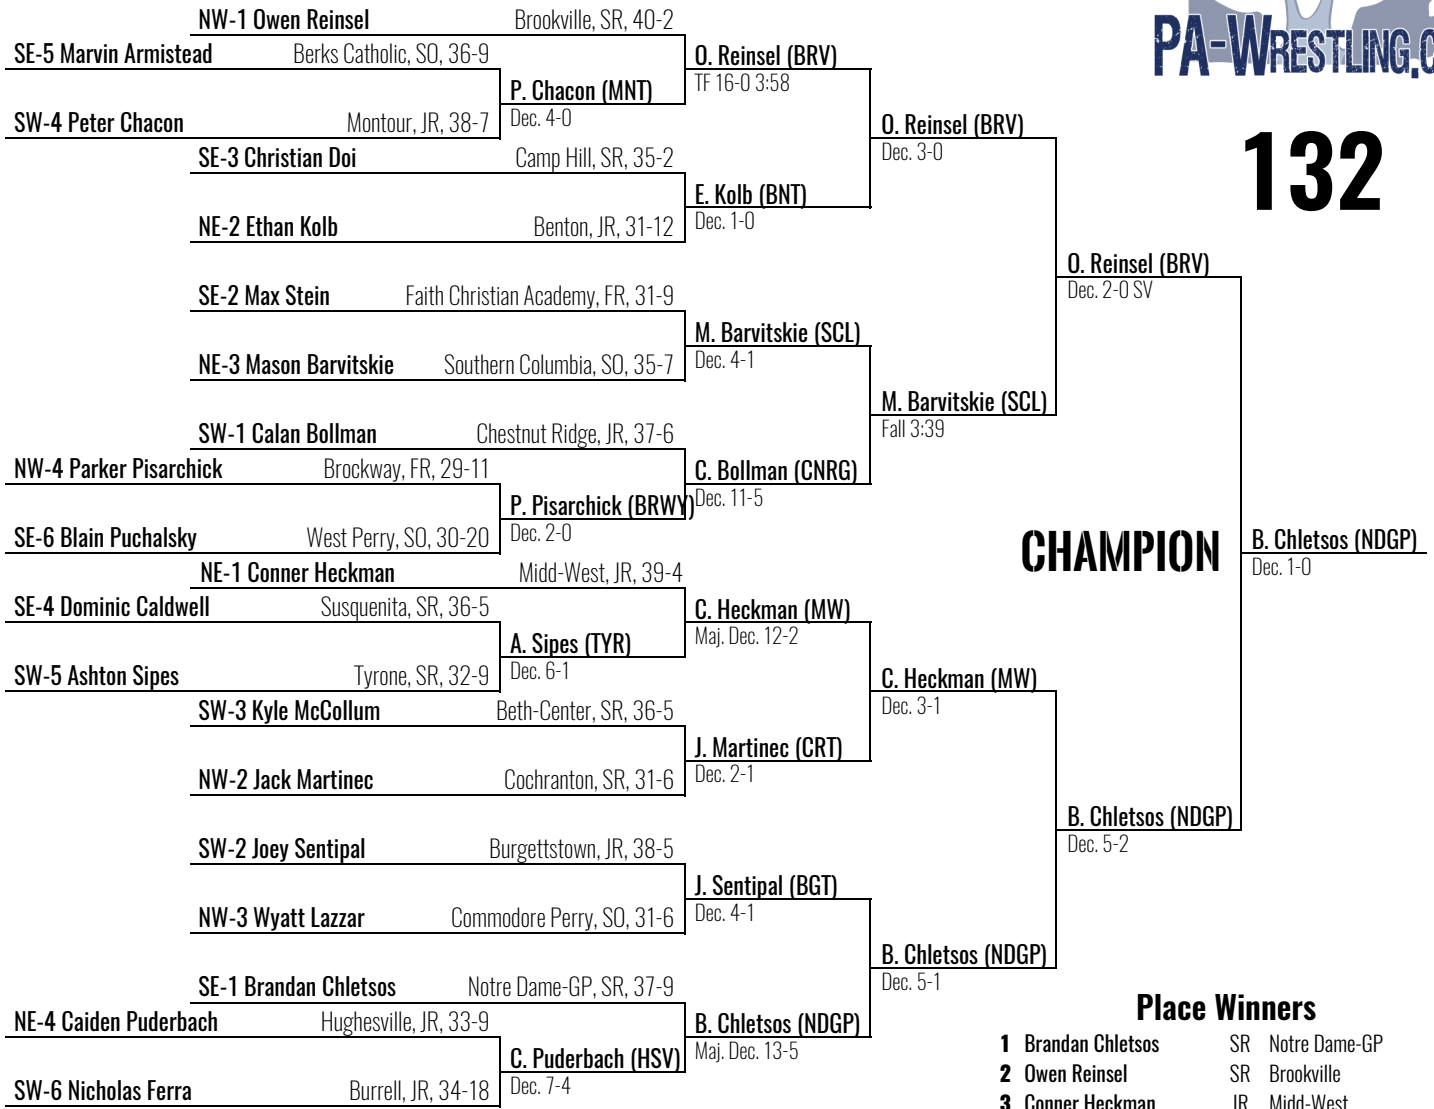 PA-WRESTLING.C
132
NW-1 Owen Reinsel Brookville, SR, 40-2
SE-5 Marvin Armistead Berks Catholic, SO, 36-9
SW-4 Peter Chacon Montour, JR, 38-7
P. Chacon (MNT)
Dec. 4-0
SE-3 Christian Doi Camp Hill, SR, 35-2
NE-2 Ethan Kolb Benton, JR, 31-12
SE-2 Max Stein Faith Christian Academy, FR, 31-9
NE-3 Mason Barvitskie Southern Columbia, SO, 35-7
SW-1 Calan Bollman Chestnut Ridge, JR, 37-6
NW-4 Parker Pisarchick Brockway, FR, 29-11
SE-6 Blain Puchalsky West Perry, SO, 30-20
P. Pisarchick (BRWY)
Dec. 2-0
NE-1 Conner Heckman Midd-West, JR, 39-4
SE-4 Dominic Caldwell Susquenita, SR, 36-5
SW-5 Ashton Sipes Tyrone, SR, 32-9
A. Sipes (TYR)
Dec. 6-1
SW-3 Kyle McCollum Beth-Center, SR, 36-5
NW-2 Jack Martinec Cochranton, SR, 31-6
SW-2 Joey Sentipal Burgettstown, JR, 38-5
NW-3 Wyatt Lazzar Commodore Perry, SO, 31-6
SE-1 Brandan Chletsos Notre Dame-GP, SR, 37-9
NE-4 Caiden Puderbach Hughesville, JR, 33-9
SW-6 Nicholas Ferra Burrell, JR, 34-18
C. Puderbach (HSV)
Dec. 7-4
O. Reinsel (BRV)
TF 16-0 3:58
E. Kolb (BNT)
Dec. 1-0
M. Barvitskie (SCL)
Dec. 4-1
C. Bollman (CNRG)
Dec. 11-5
C. Heckman (MW)
Maj. Dec. 12-2
J. Martinec (CRT)
Dec. 2-1
J. Sentipal (BGT)
Dec. 4-1
B. Chletsos (NDGP)
Maj. Dec. 13-5
O. Reinsel (BRV)
Dec. 3-0
M. Barvitskie (SCL)
Fall 3:39
C. Heckman (MW)
Dec. 3-1
B. Chletsos (NDGP)
Dec. 5-1
O. Reinsel (BRV)
Dec. 2-0 SV
B. Chletsos (NDGP)
Dec. 5-2
CHAMPION
B. Chletsos (NDGP)
Dec. 1-0
Place Winners
1 Brandan Chletsos SR Notre Dame-GP
2 Owen Reinsel SR Brookville
3 Conner Heckman JR Midd-West